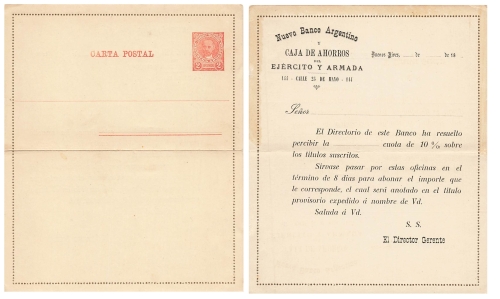 CARTA POSTAL
2
Nuevo Banco Argentino
Y
CAJA DE AHORROS
DEL
EJÉRCITO Y ARMADA
CALLE 25 DE MAYO
Buenos Aires, de de 18
Señor
El Directorio de este Banco ha resuelto
percibir la cuota de 10 % sobre
los títulos suscritos.
Sírvase pasar por estas oficinas en el
término de 8 días para abonar el importe que
le corresponde, el cual será anotado en el título
provisorio expedido á nombre de Vd.
Saluda á Vd.
S. S.
El Director Gerente